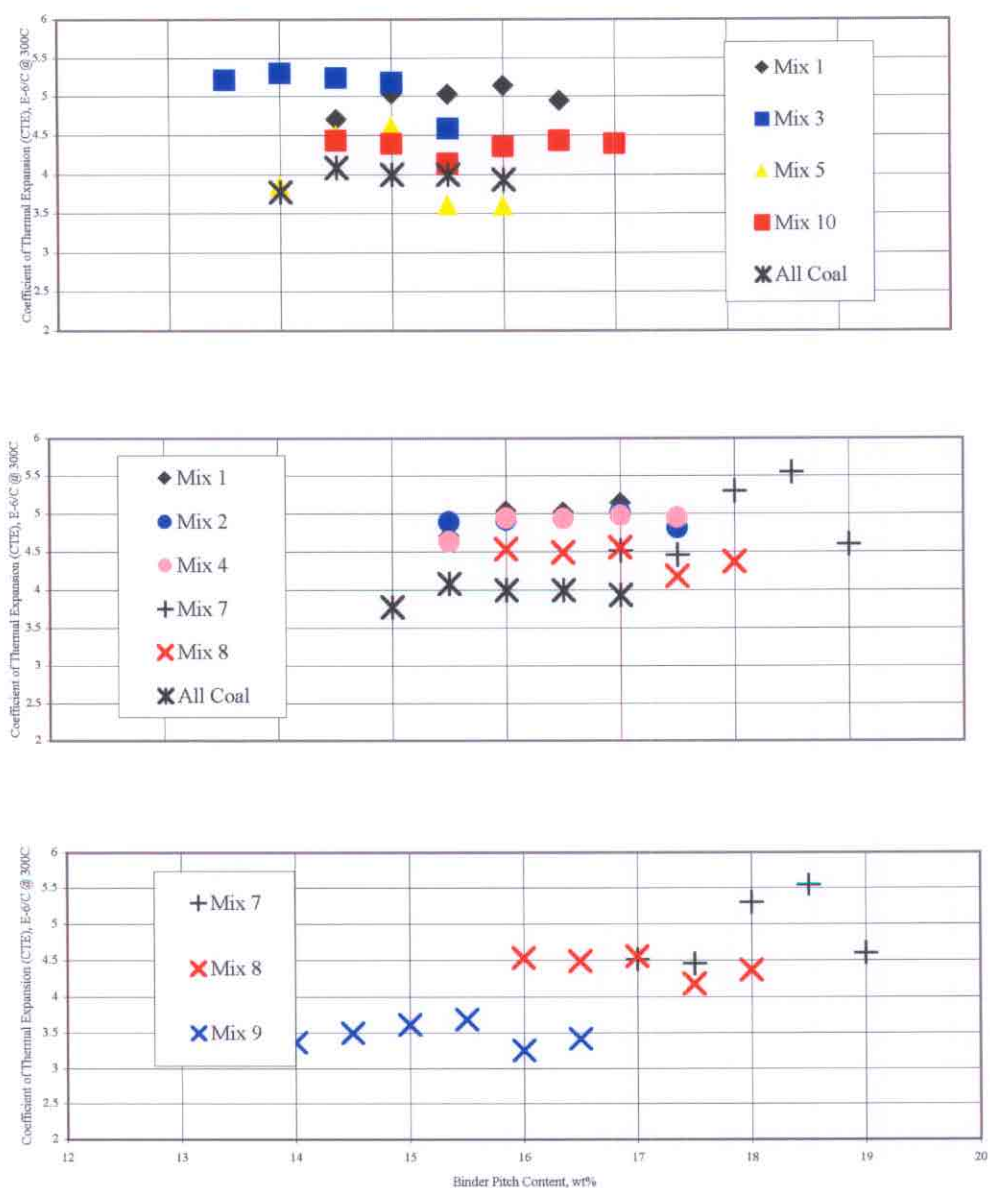 Coefficient of Thermal Expansion (CTE), E-6/C @ 300C
6
5.5
5
4.5
4
3.5
3
2.5
2
Mix 1
Mix 3
Mix 5
Mix 10
All Coal
Coefficient of Thermal Expansion (CTE), E-6/C @ 300C
6
5.5
5
4.5
4
3.5
3
2.5
2
Mix 1
Mix 2
Mix 4
Mix 7
Mix 8
All Coal
Coefficient of Thermal Expansion (CTE), E-6/C @ 300C
6
5.5
5
4.5
4
3.5
3
2.5
2
Mix 7
Mix 8
Mix 9
12 13 14 15 16 17 18 19 20
Binder Pitch Content, wt%